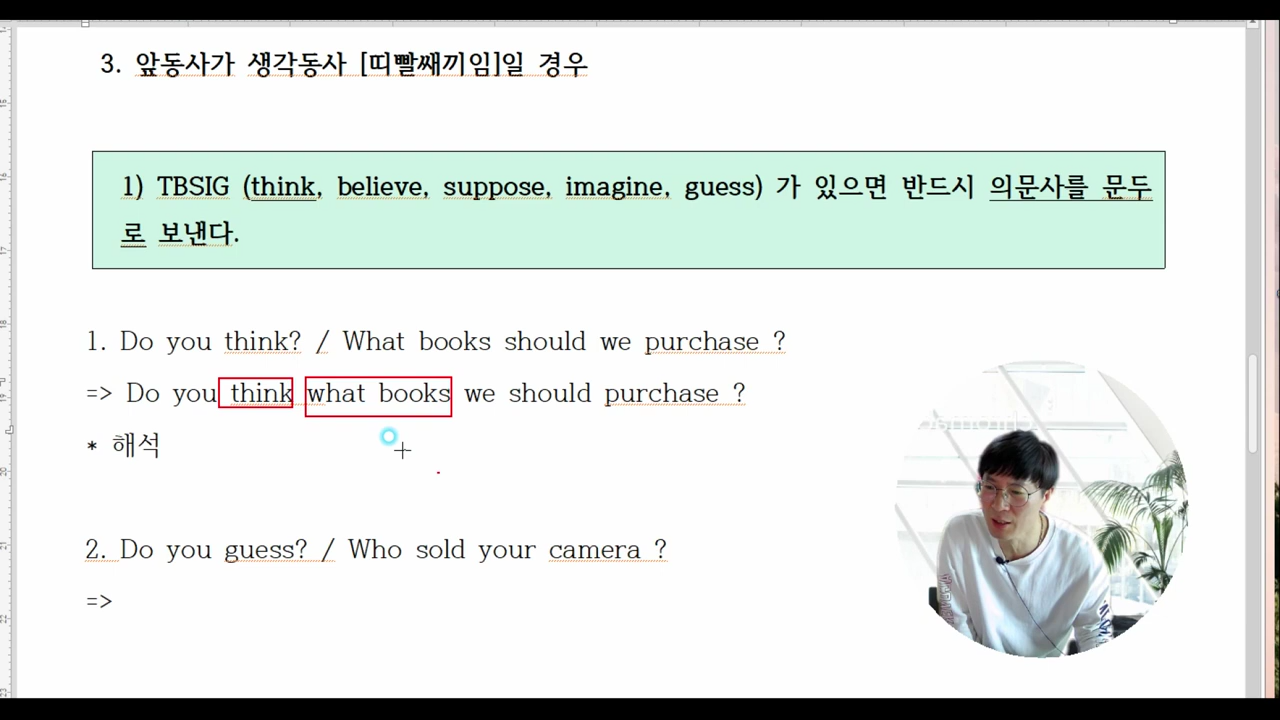 3. 앞동사가 생각동사 [띠빨쌔끼임]일 경우
1) TBSIG (think, believe, suppose, imagine, guess) 가 있으면 반드시 의문사를 문두
로 보낸다.
1. Do you think? / What books should we purchase ?
=> Do you think what books we should purchase ?
* 해석
2. Do you guess? / Who sold your camera ?
=>